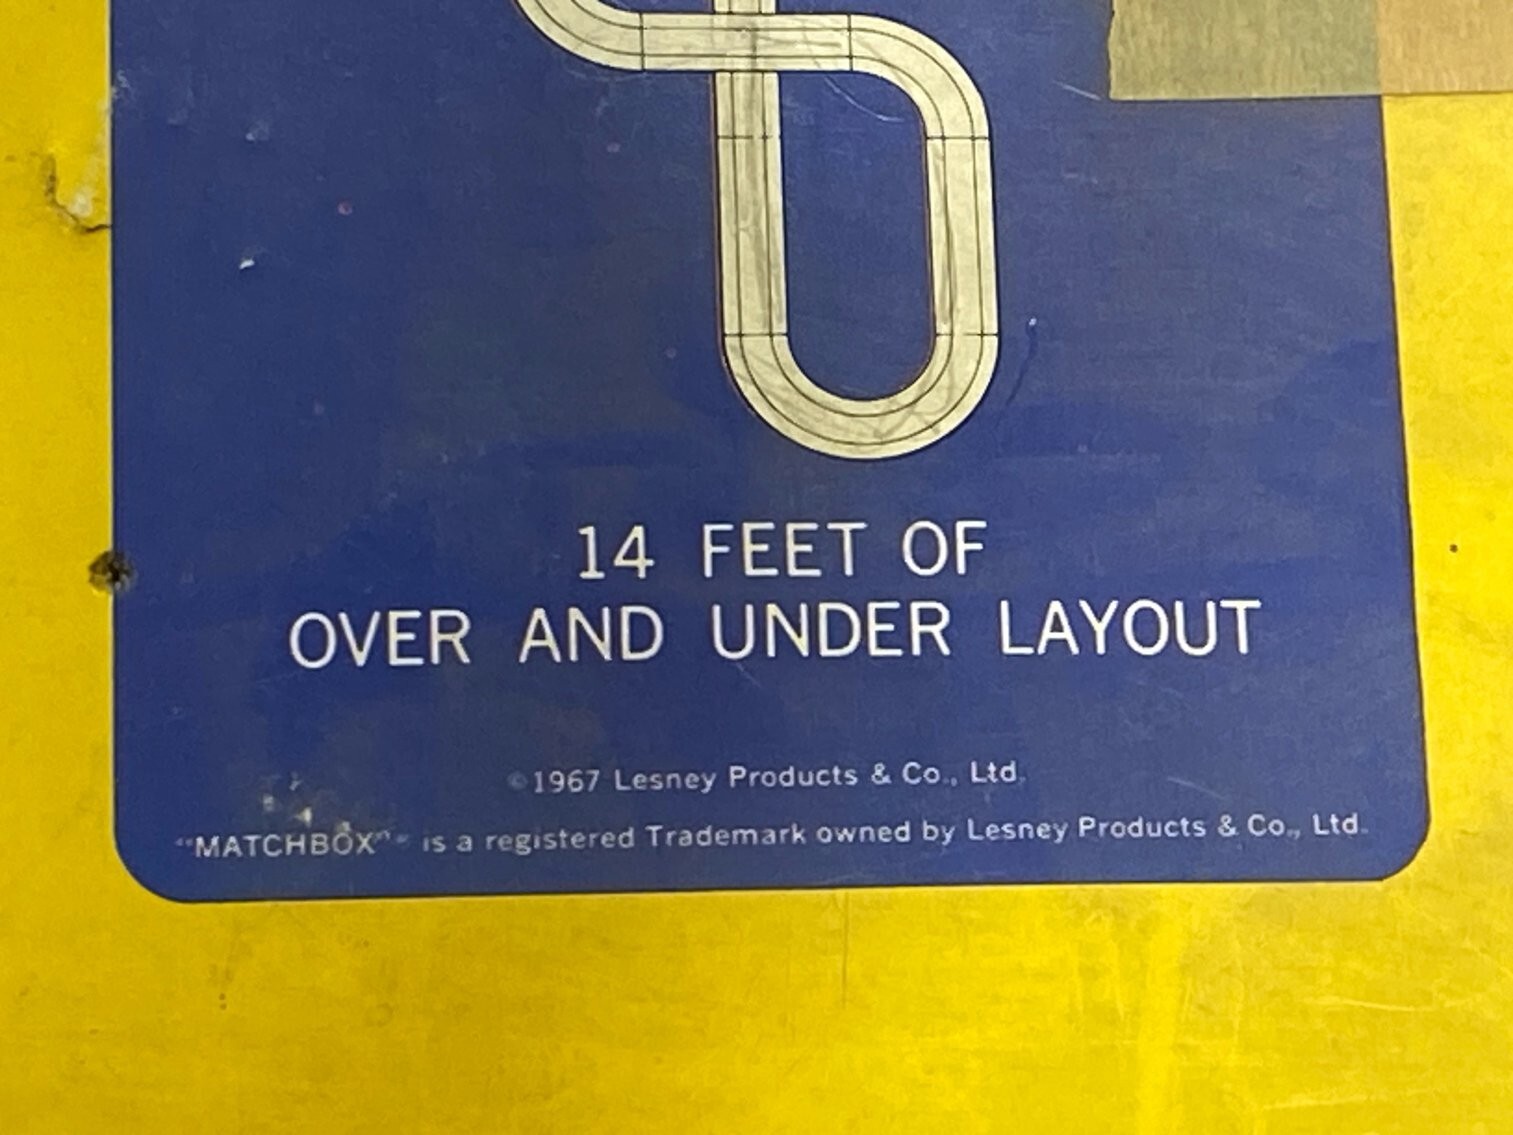 14 FEET OF
OVER AND UNDER LAYOUT
©1967 Lesney Products & Co., Ltd.
"MATCHBOX" is a registered Trademark owned by Lesney Products & Co., Ltd.